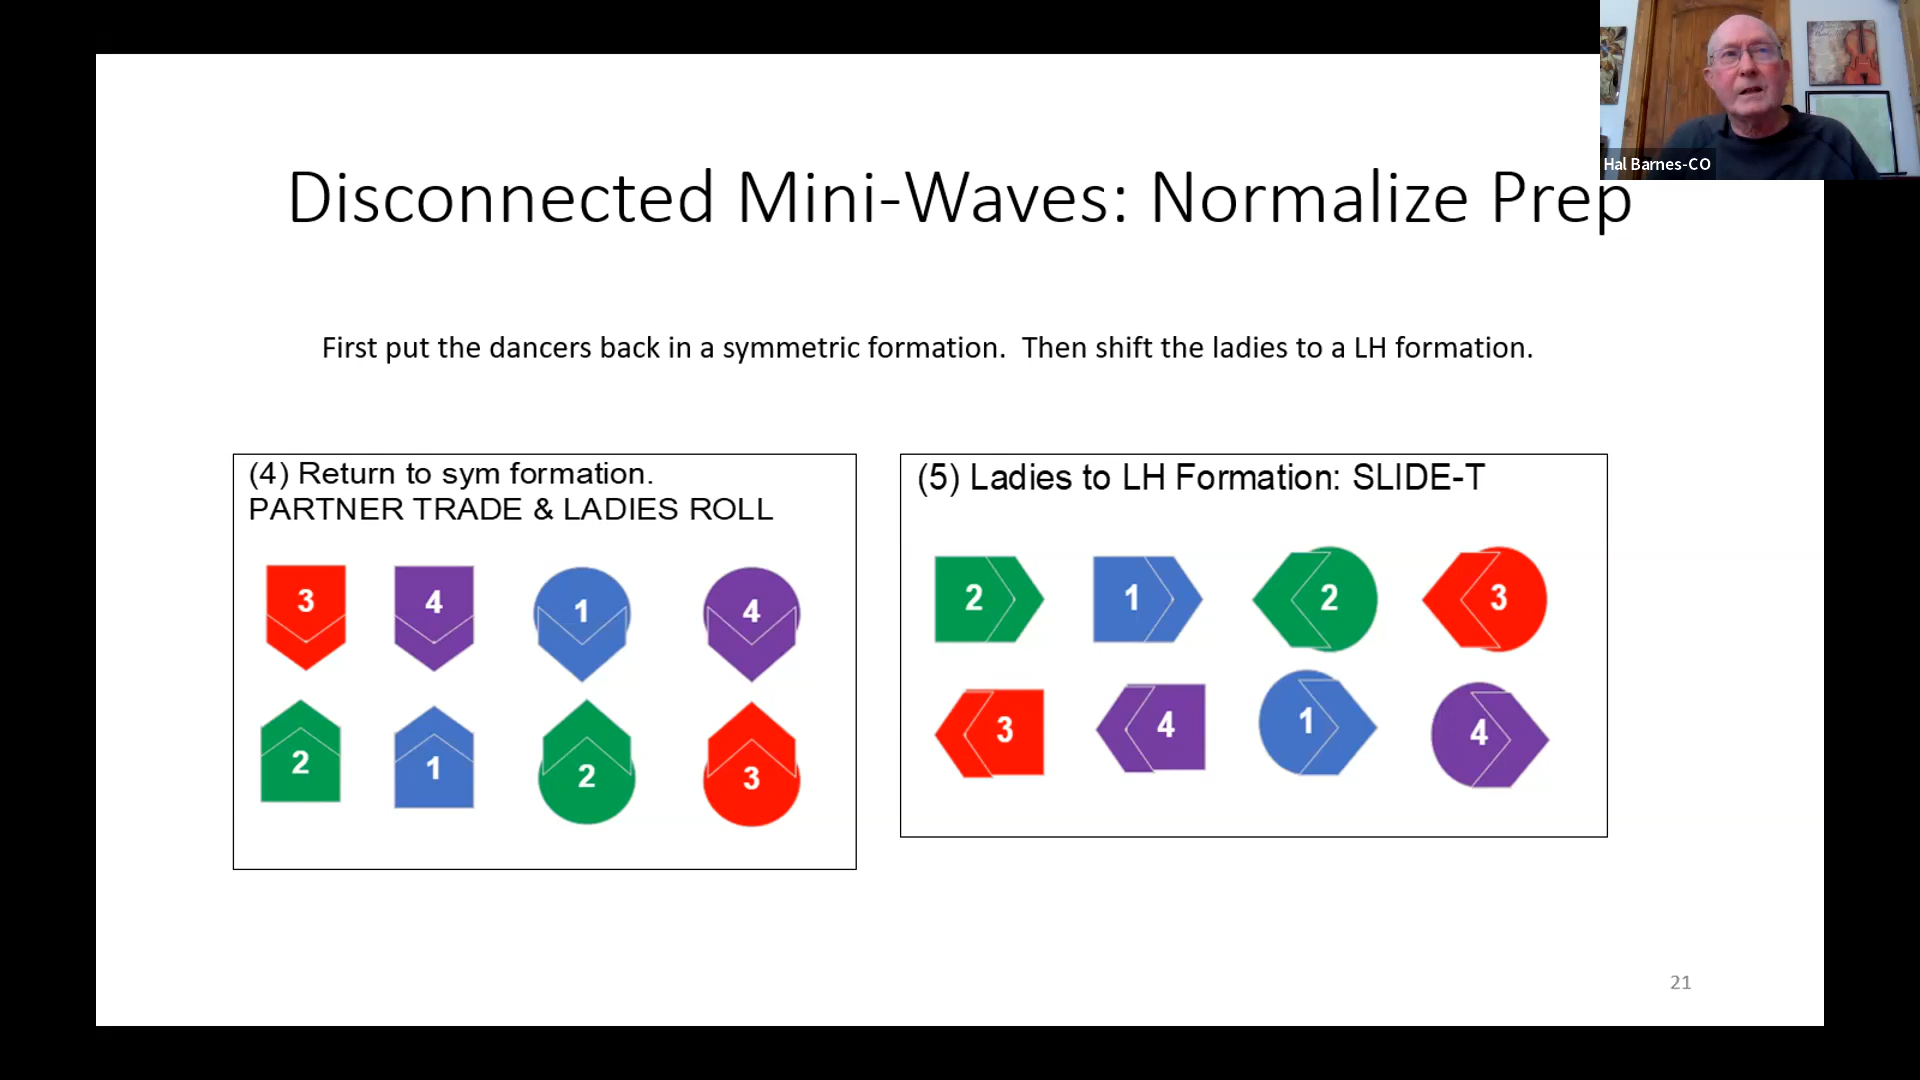 Hal Barnes-CO
Disconnected Mini-Waves: Normalize Prep
First put the dancers back in a symmetric formation.  Then shift the ladies to a LH formation.
(4) Return to sym formation.
PARTNER TRADE & LADIES ROLL
3 4 1 4
2 1 2 3
(5) Ladies to LH Formation: SLIDE-T
2 1 2 3
3 4 1 4
21